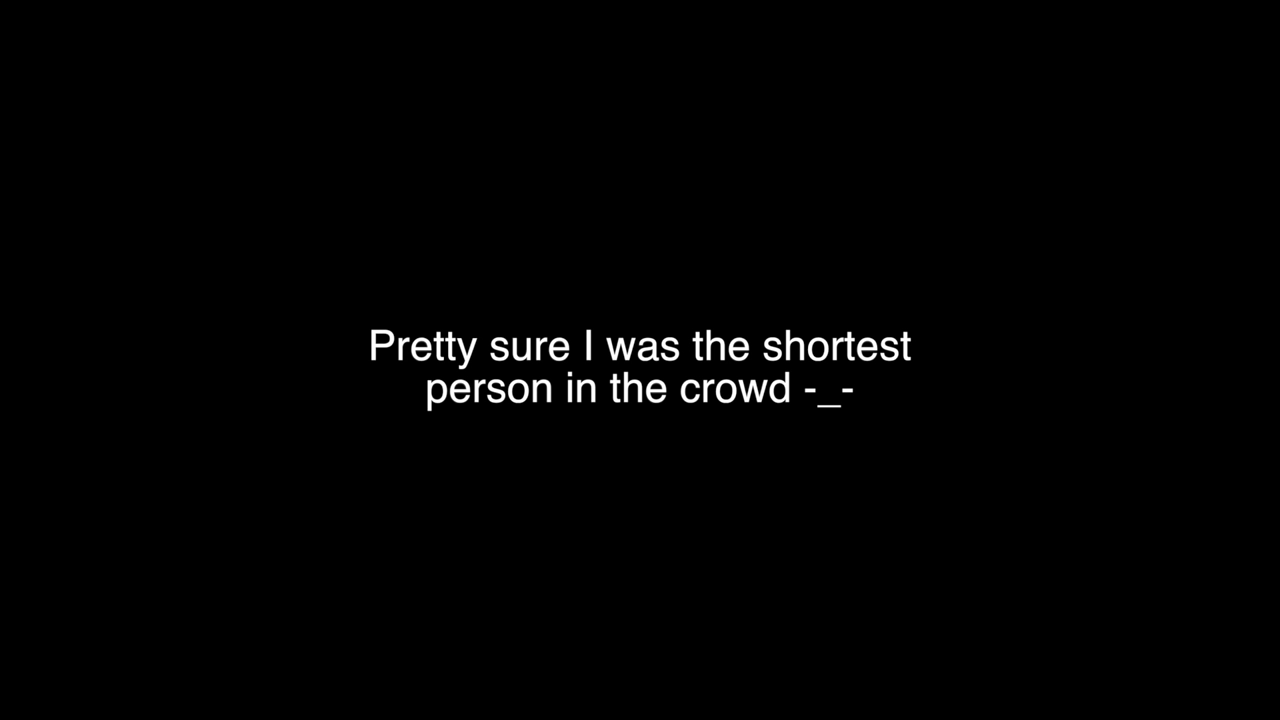 Pretty sure I was the shortest
person in the crowd -_-